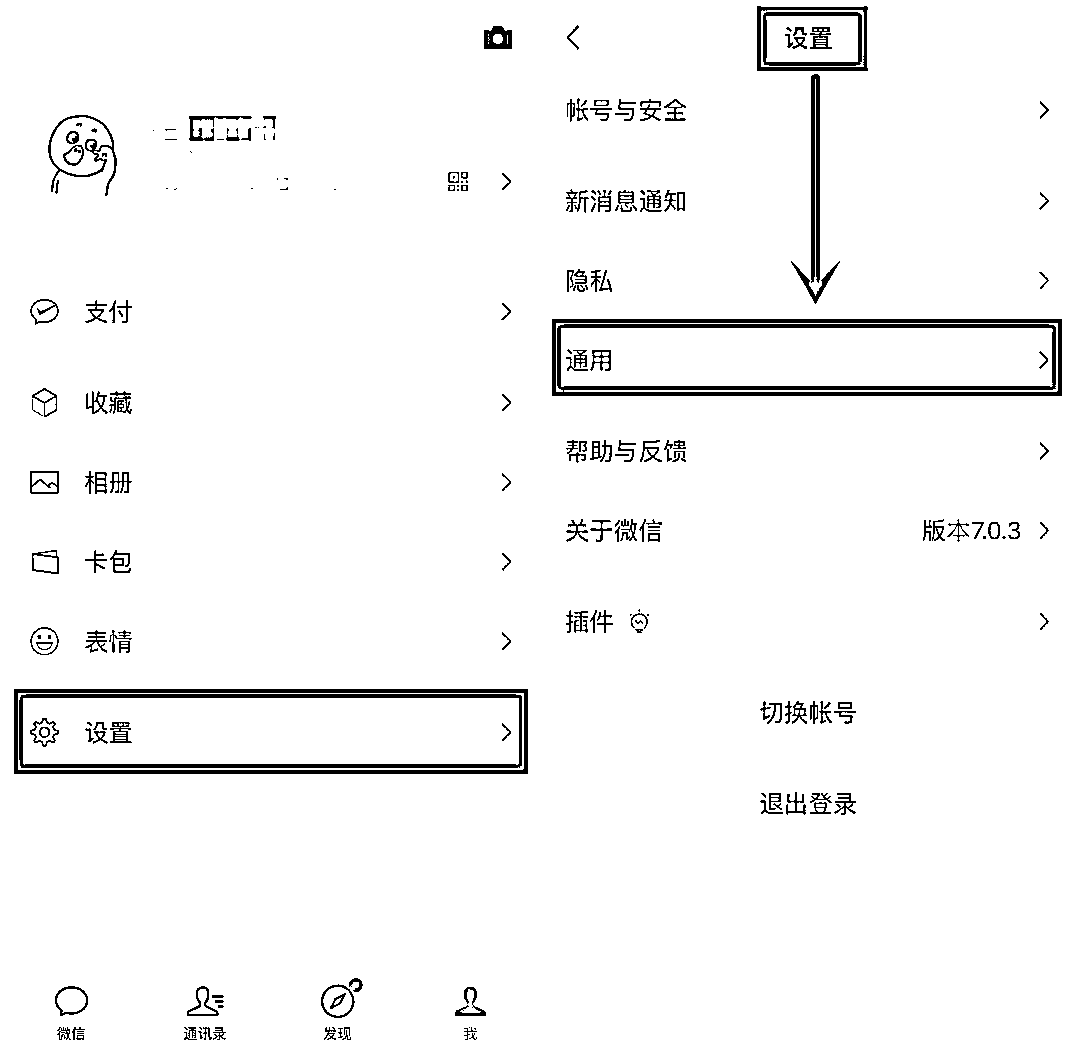 支付
收藏
相册
卡包
表情
设置
微信
通讯录
发现
我
设置
帐号与安全
新消息通知
隐私
通用
帮助与反馈
关于微信 版本7.0.3
插件
切换帐号
退出登录